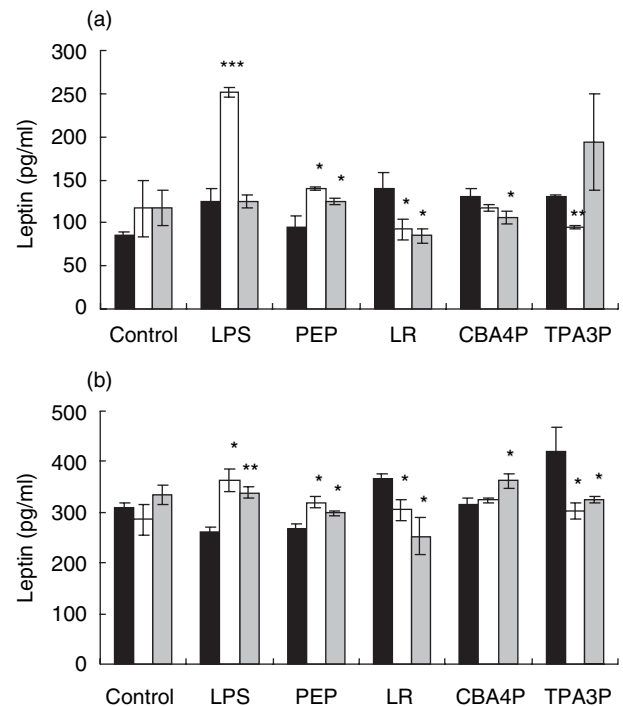 (a)
300
250
200
150
100
50
0
Leptin (pg/ml)
***
* * * * * ** 
Control LPS PEP LR CBA4P TPA3P
(b)
500
400
300
200
100
0
Leptin (pg/ml)
* ** * * * * * * *
Control LPS PEP LR CBA4P TPA3P